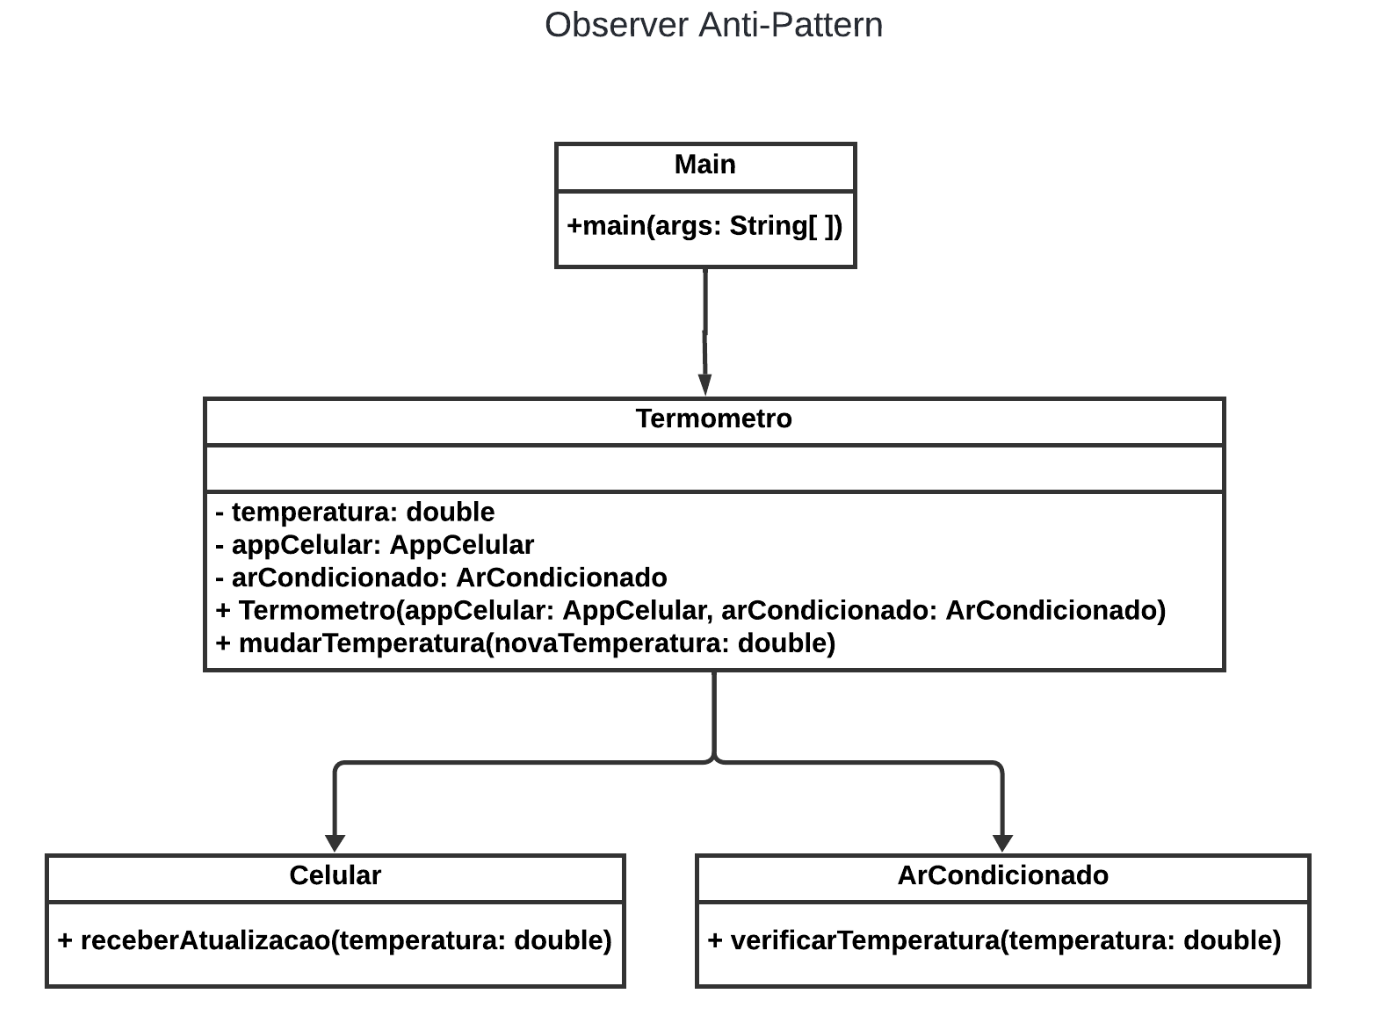 Observer Anti-Pattern
Main
+main(args: String[ ])
Termometro
- temperatura: double
- appCelular: AppCelular
- arCondicionado: ArCondicionado
+ Termometro(appCelular: AppCelular, arCondicionado: ArCondicionado)
+ mudarTemperatura(novaTemperatura: double)
Celular
+ receberAtualizacao(temperatura: double)
ArCondicionado
+ verificarTemperatura(temperatura: double)